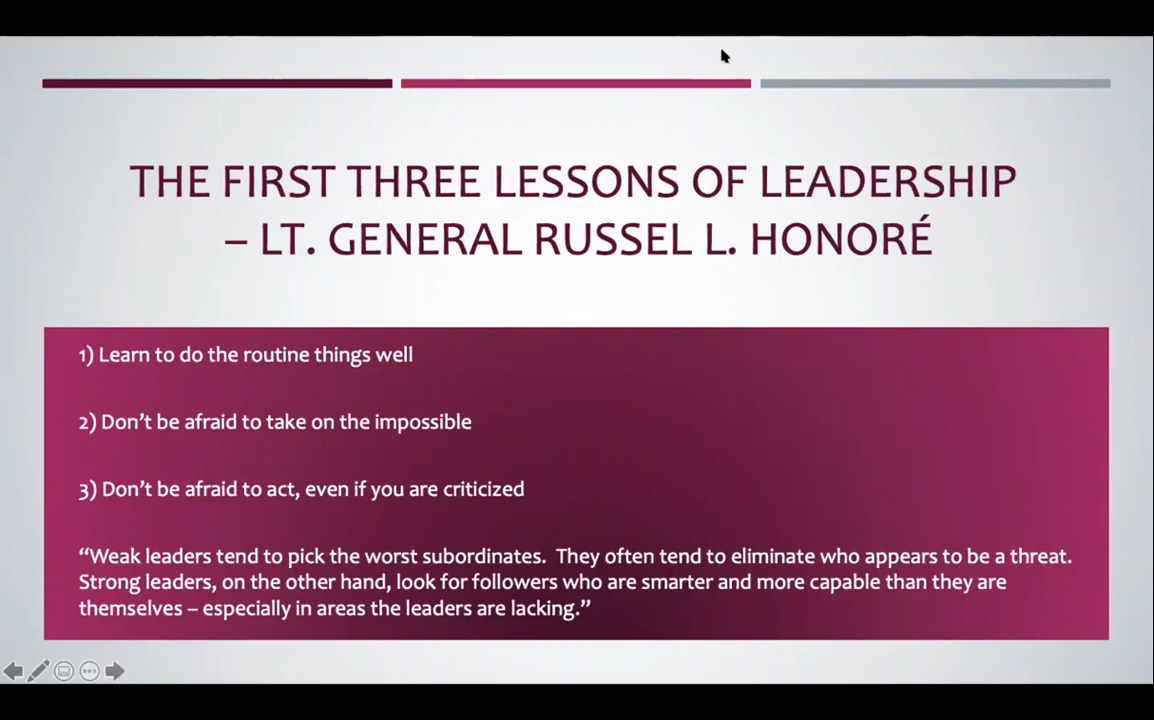 THE FIRST THREE LESSONS OF LEADERSHIP
– LT. GENERAL RUSSEL L. HONORÉ
1) Learn to do the routine things well
2) Don’t be afraid to take on the impossible
3) Don’t be afraid to act, even if you are criticized
“Weak leaders tend to pick the worst subordinates.  They often tend to eliminate who appears to be a threat.
Strong leaders, on the other hand, look for followers who are smarter and more capable than they are
themselves – especially in areas the leaders are lacking.”